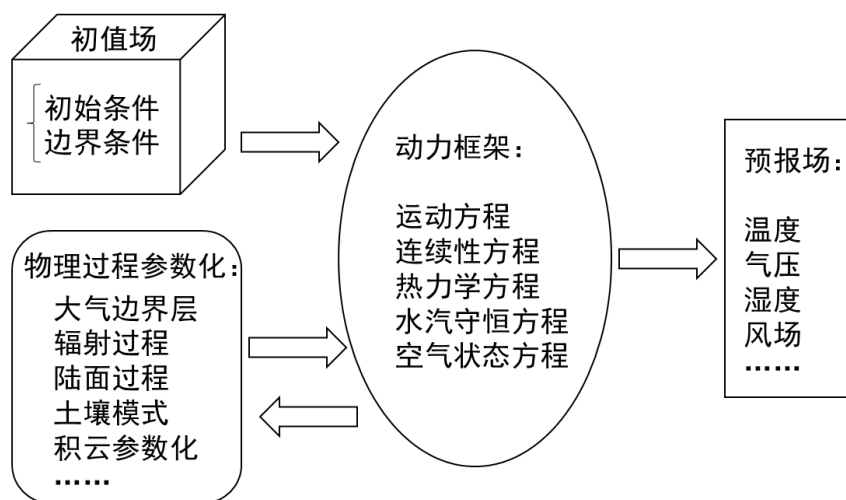 初值场
初始条件
边界条件
物理过程参数化：
大气边界层
辐射过程
陆面过程
土壤模式
积云参数化
……
动力框架：
运动方程
连续性方程
热力学方程
水汽守恒方程
空气状态方程
预报场：
温度
气压
湿度
风场
……